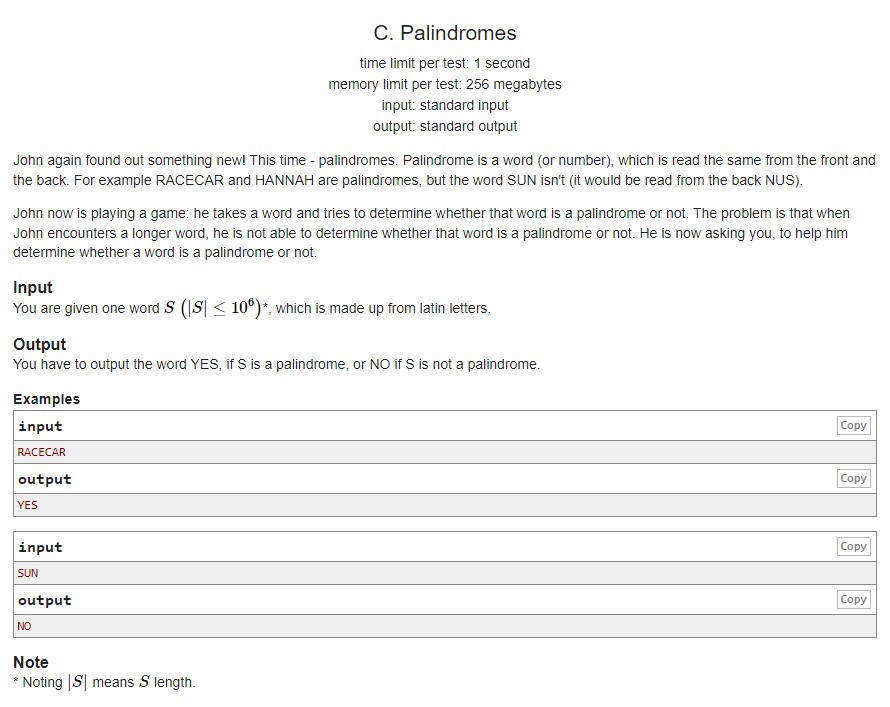 C. Palindromes
time limit per test: 1 second
memory limit per test: 256 megabytes
input: standard input
output: standard output
John again found out something new! This time - palindromes. Palindrome is a word (or number), which is read the same from the front and
the back. For example RACECAR and HANNAH are palindromes, but the word SUN isn't (it would be read from the back NUS).
John now is playing a game: he takes a word and tries to determine whether that word is a palindrome or not. The problem is that when
John encounters a longer word, he is not able to determine whether that word is a palindrome or not. He is now asking you, to help him
determine whether a word is a palindrome or not.
Input
You are given one word S (|S| ≤ 10⁶)*, which is made up from latin letters.
Output
You have to output the word YES, if S is a palindrome, or NO if S is not a palindrome.
Examples
input Copy
RACECAR
output Copy
YES
input Copy
SUN
output Copy
NO
Note
* Noting |S| means S length.